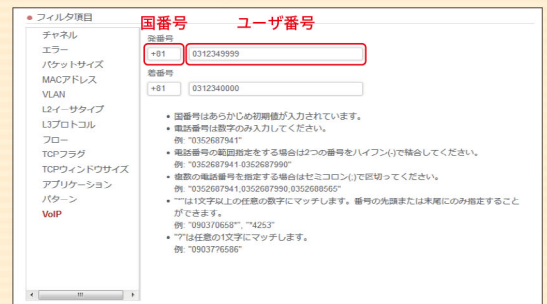 フィルタ項目
国番号 ユーザ番号
チャネル
エラー
パケットサイズ
MACアドレス
VLAN
L2イーサタイプ
L3プロトコル
フロー
TCPフラグ
TCPウィンドウサイズ
アプリケーション
パターン
VoIP
発番号
+81 0312349999
着番号
+81 0312340000
• 国番号はあらかじめ初期値が入力されています。
• 電話番号は数字のみ入力してください。
例: "0352687941"
• 電話番号の範囲指定をする場合は2つの番号をハイフン(-)で結合してください。
例: "0352687941-0352687990"
• 複数の電話番号を指定する場合はセミコロン(;)で区切ってください。
例: "0352687941;0352687990;0352688565"
• "*"は1文字以上の任意の数字にマッチします。番号の先頭または末尾にのみ指定すること
ができます。
例: "090370658*", "*4253"
• "?"は任意の1文字にマッチします。
例: "09037?6586"